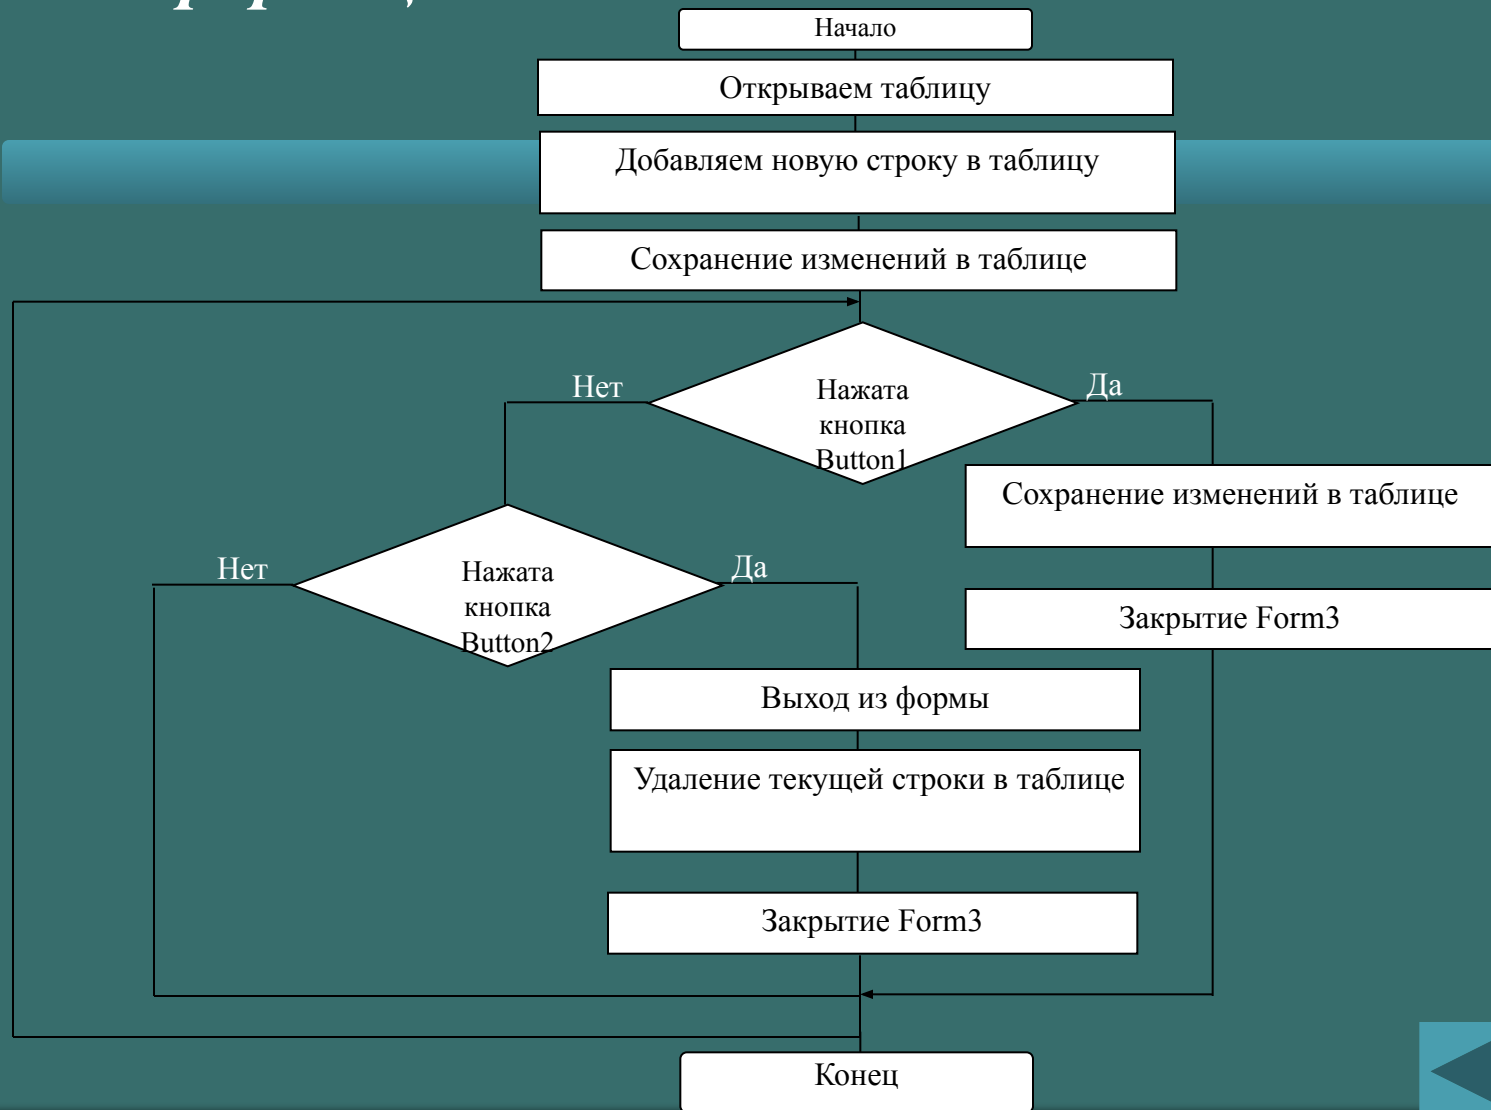 Начало
Открываем таблицу
Добавляем новую строку в таблицу
Сохранение изменений в таблице
Нет
Да
Нажата
кнопка
Button1
Сохранение изменений в таблице
Нет
Да
Нажата
кнопка
Button2
Закрытие Form3
Выход из формы
Удаление текущей строки в таблице
Закрытие Form3
Конец